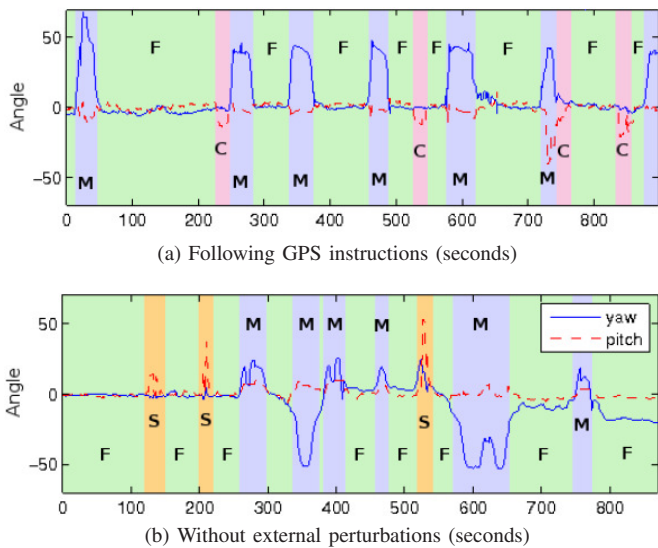 50
0
−50
Angle
F
F
F
F
F
F
F
F
C
C
C
C
M
M
M
M
M
M
0 100 200 300 400 500 600 700 800
(a) Following GPS instructions (seconds)
50
0
−50
Angle
M
M
M
M
M
yaw
pitch
S
S
S
M
F
F
F
F
F
F
F
F
0 100 200 300 400 500 600 700 800
(b) Without external perturbations (seconds)